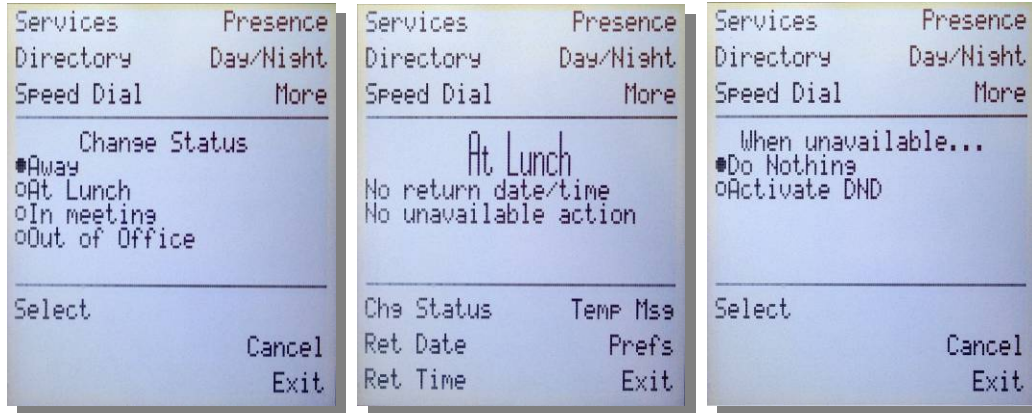 Services Presence
Directory Day/Night
Speed Dial More
Change Status
Away
At Lunch
In meeting
Out of Office
Select
Cancel
Exit
Services Presence
Directory Day/Night
Speed Dial More
At Lunch
No return date/time
No unavailable action
Chg Status Temp Msg
Ret Date Prefs
Ret Time Exit
Services Presence
Directory Day/Night
Speed Dial More
When unavailable...
Do Nothing
Activate DND
Select
Cancel
Exit